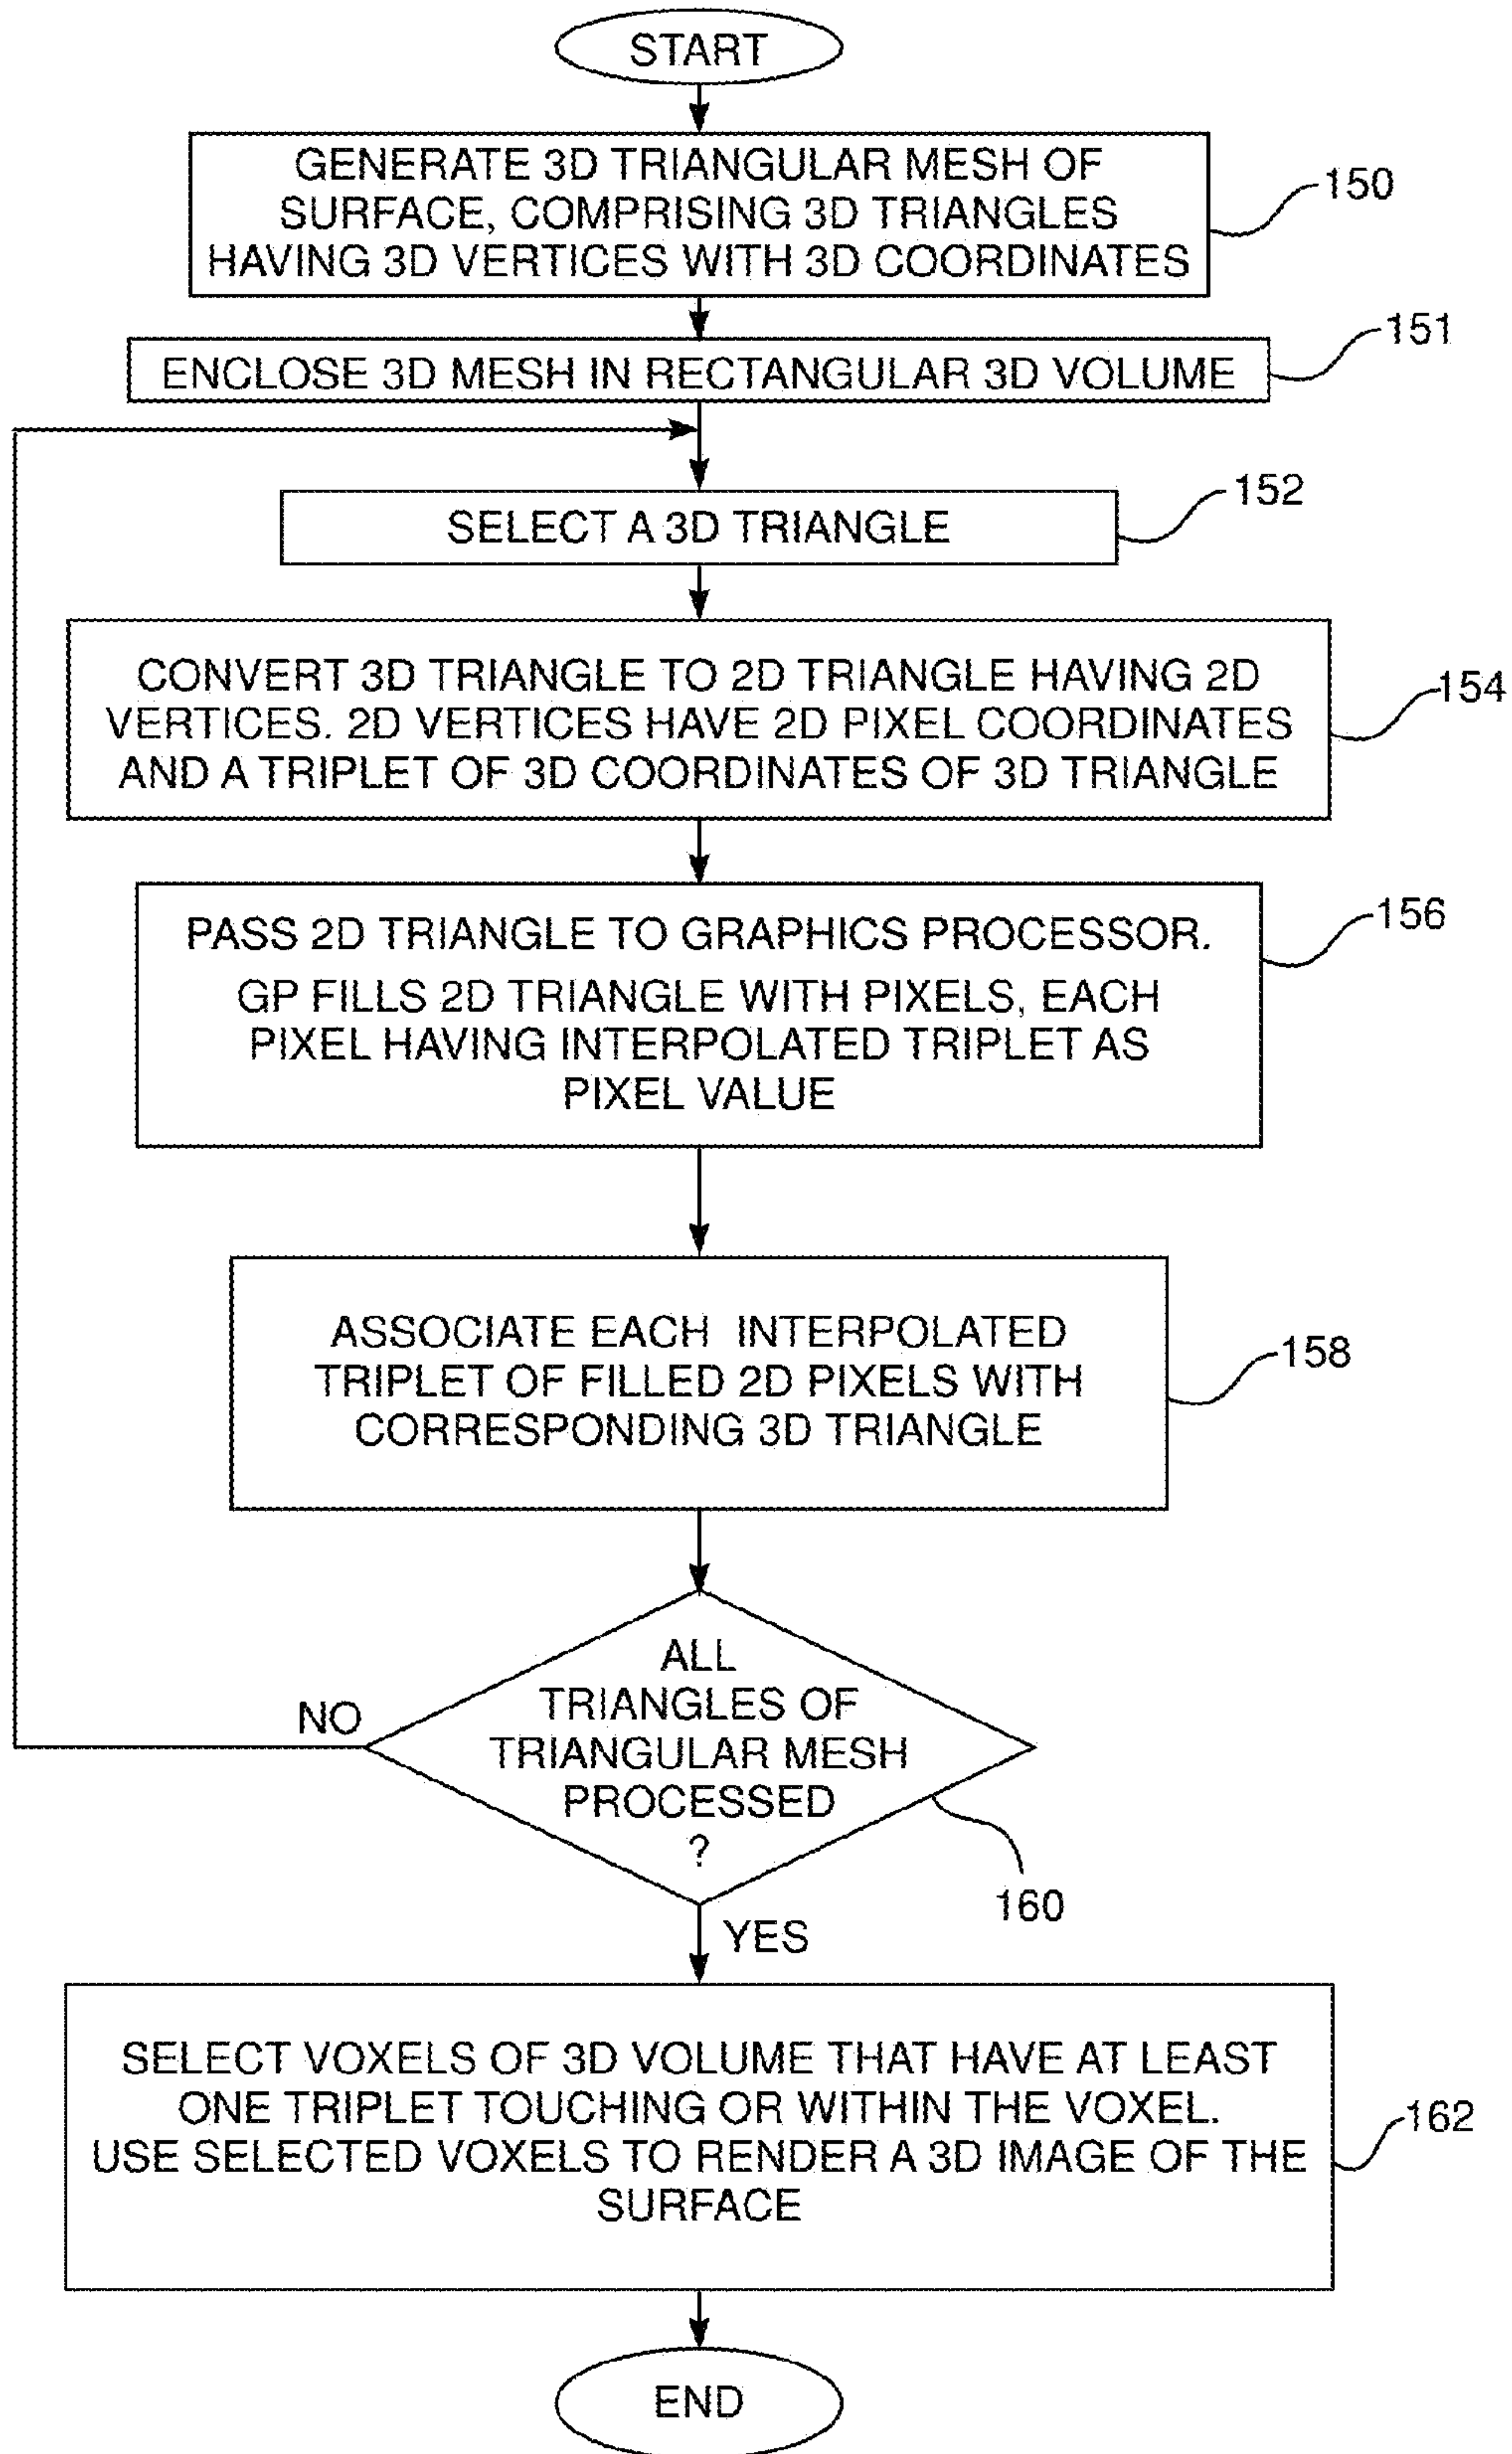 START
GENERATE 3D TRIANGULAR MESH OF
SURFACE, COMPRISING 3D TRIANGLES
HAVING 3D VERTICES WITH 3D COORDINATES
150
ENCLOSE 3D MESH IN RECTANGULAR 3D VOLUME
151
SELECT A 3D TRIANGLE
152
CONVERT 3D TRIANGLE TO 2D TRIANGLE HAVING 2D
VERTICES. 2D VERTICES HAVE 2D PIXEL COORDINATES
AND A TRIPLET OF 3D COORDINATES OF 3D TRIANGLE
154
PASS 2D TRIANGLE TO GRAPHICS PROCESSOR.
GP FILLS 2D TRIANGLE WITH PIXELS, EACH
PIXEL HAVING INTERPOLATED TRIPLET AS
PIXEL VALUE
156
ASSOCIATE EACH INTERPOLATED
TRIPLET OF FILLED 2D PIXELS WITH
CORRESPONDING 3D TRIANGLE
158
ALL
TRIANGLES OF
TRIANGULAR MESH
PROCESSED
?
NO
160
YES
SELECT VOXELS OF 3D VOLUME THAT HAVE AT LEAST
ONE TRIPLET TOUCHING OR WITHIN THE VOXEL.
USE SELECTED VOXELS TO RENDER A 3D IMAGE OF THE
SURFACE
162
END